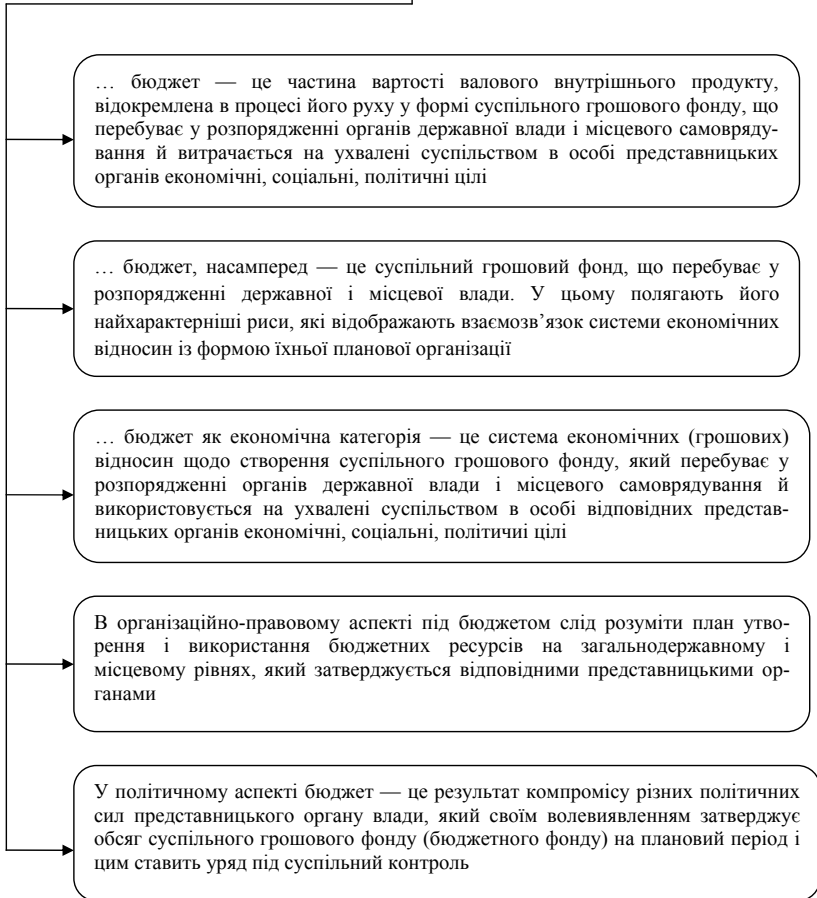 … бюджет — це частина вартості валового внутрішнього продукту,
відокремлена в процесі його руху у формі суспільного грошового фонду, що
перебуває у розпорядженні органів державної влади і місцевого самовряду-
вання й витрачається на ухвалені суспільством в особі представницьких
органів економічні, соціальні, політичні цілі
… бюджет, насамперед — це суспільний грошовий фонд, що перебуває у
розпорядженні державної і місцевої влади. У цьому полягають його
найхарактерніші риси, які відображають взаємозв’язок системи економічних
відносин із формою їхньої планової організації
… бюджет як економічна категорія — це система економічних (грошових)
відносин щодо створення суспільного грошового фонду, який перебуває у
розпорядженні органів державної влади і місцевого самоврядування й
використовується на ухвалені суспільством в особі відповідних представ-
ницьких органів економічні, соціальні, політичиі цілі
В організаційно-правовому аспекті під бюджетом слід розуміти план утво-
рення і використання бюджетних ресурсів на загальнодержавному і
місцевому рівнях, який затверджується відповідними представницькими ор-
ганами
У політичному аспекті бюджет — це результат компромісу різних політичних
сил представницького органу влади, який своїм волевиявленням затверджує
обсяг суспільного грошового фонду (бюджетного фонду) на плановий період і
цим ставить уряд під суспільний контроль